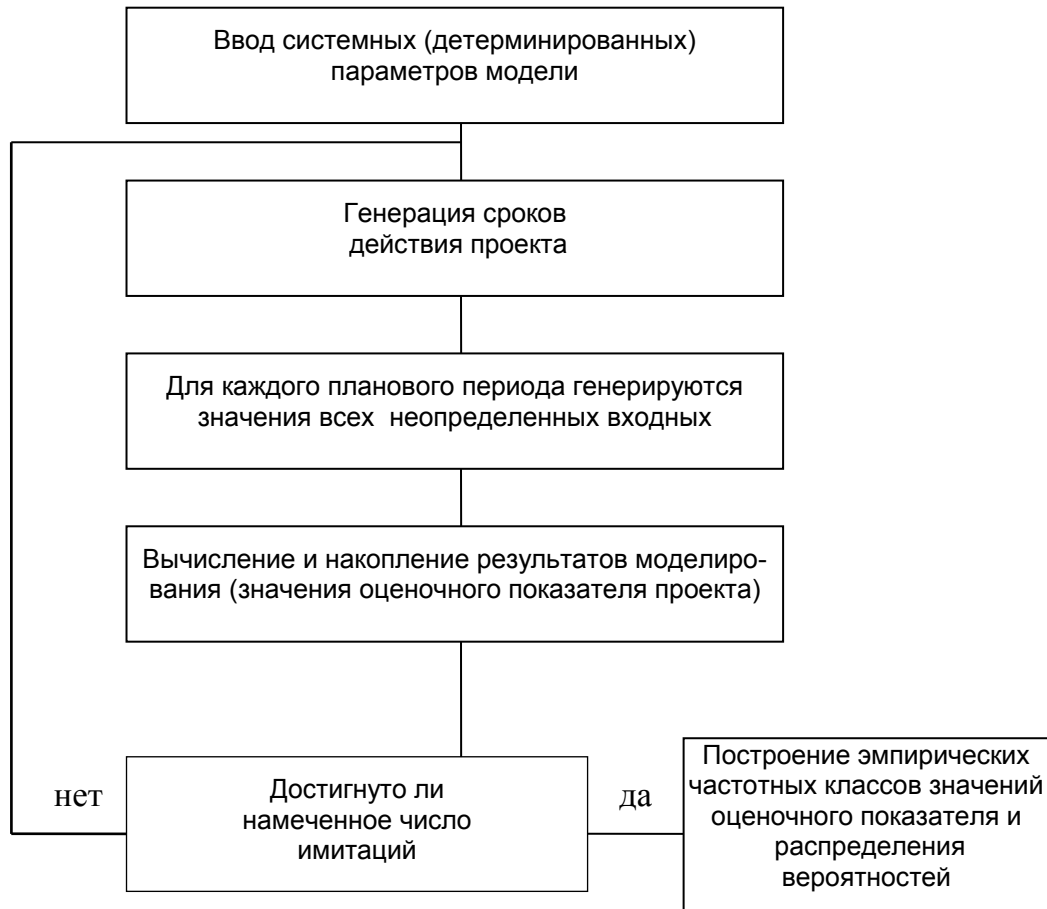 Ввод системных (детерминированных)
параметров модели
Генерация сроков
действия проекта
Для каждого планового периода генерируются
значения всех неопределенных входных
Вычисление и накопление результатов моделиро-
вания (значения оценочного показателя проекта)
нет
Достигнуто ли
намеченное число
имитаций
да
Построение эмпирических
частотных классов значений
оценочного показателя и
распределения
вероятностей